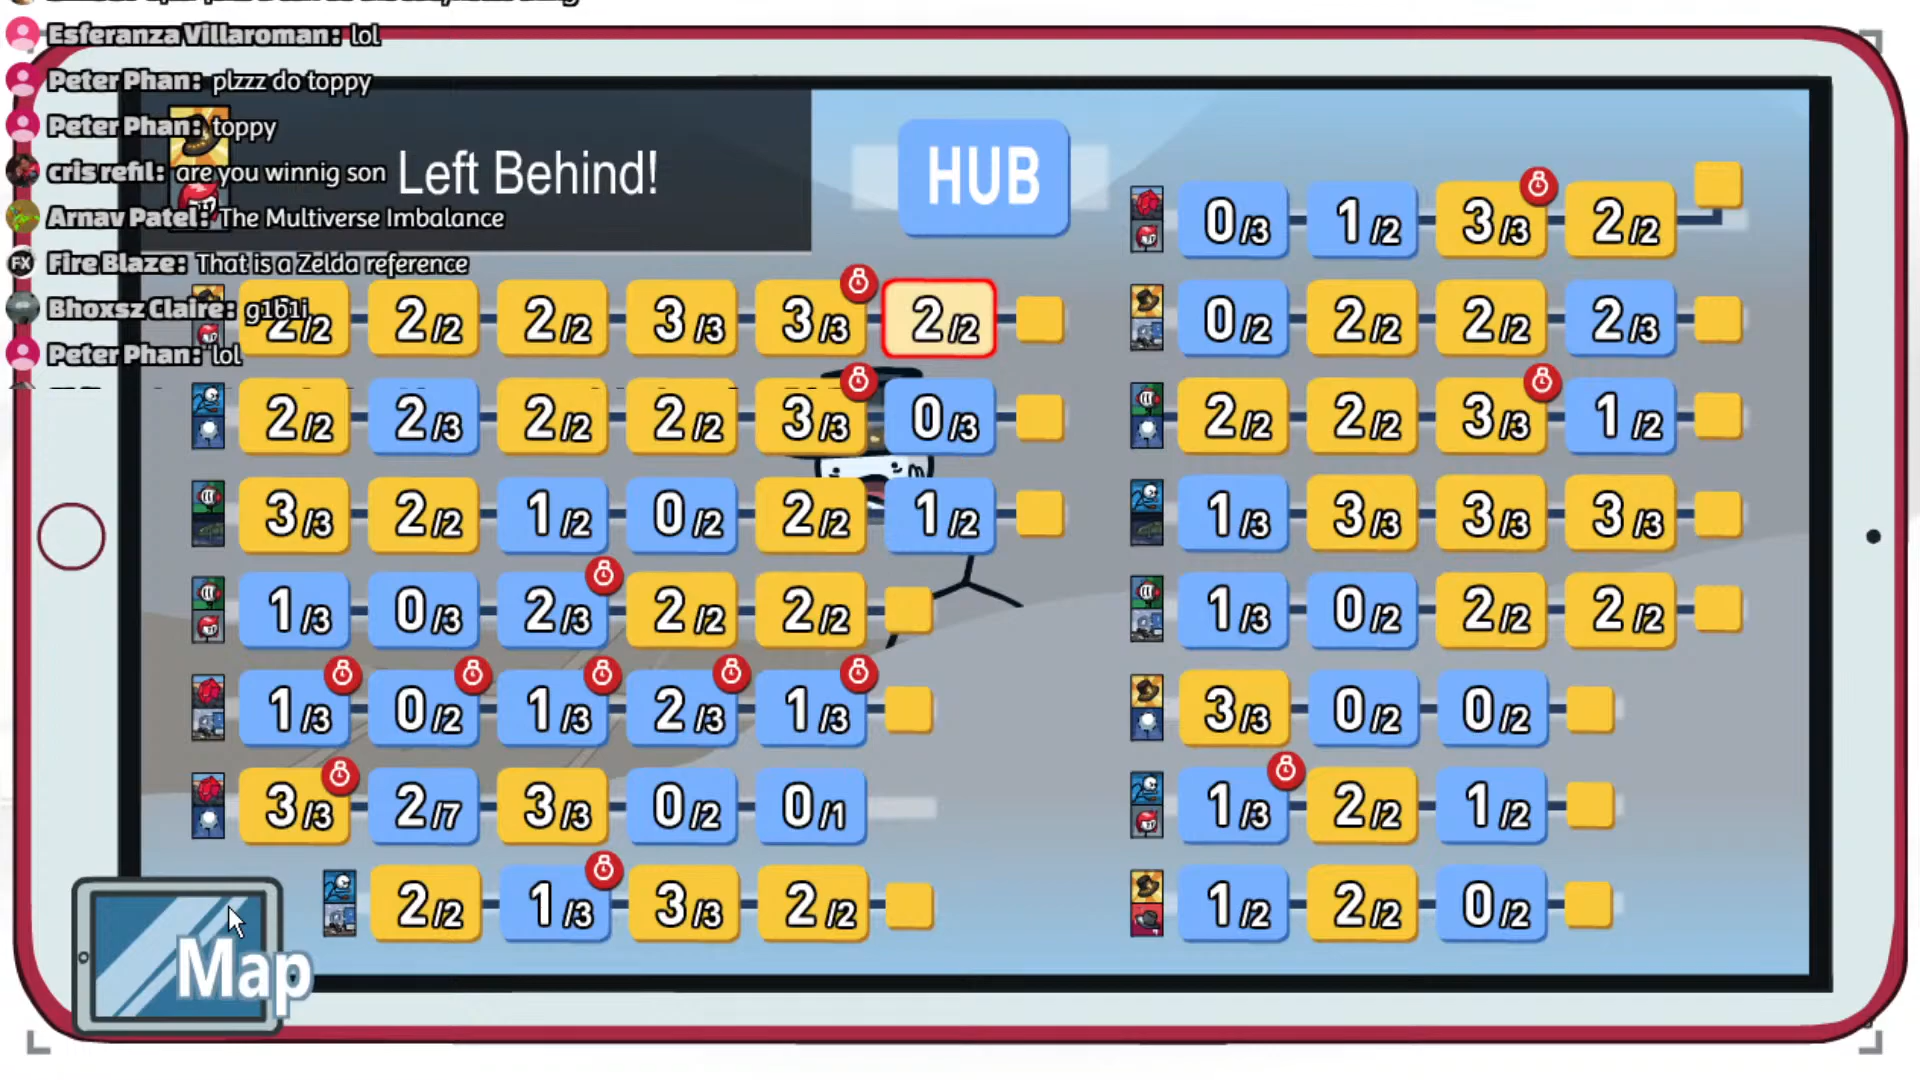 Esferanza Villaroman: lol
Peter Phan: plzzz do toppy
Peter Phan: toppy
cris refil: are you winnig son
Arnav Patel: The Multiverse Imbalance
Fire Blaze: That is a Zelda reference
Bhoxsz Claire: g1b1i
Peter Phan: lol
Left Behind!
HUB
2/2 2/2 2/2 3/3 3/3 2/2
2/2 2/3 2/2 2/2 3/3 0/3
3/3 2/2 1/2 0/2 2/2 1/2
1/3 0/3 2/3 2/2 2/2
1/3 0/2 1/3 2/3 1/3
3/3 2/7 3/3 0/2 0/1
2/2 1/3 3/3 2/2
0/3 1/2 3/3 2/2
0/2 2/2 2/2 2/3
2/2 2/2 3/3 1/2
1/3 3/3 3/3 3/3
1/3 0/2 2/2 2/2
3/3 0/2 0/2
1/3 2/2 1/2
1/2 2/2 0/2
Map
FX